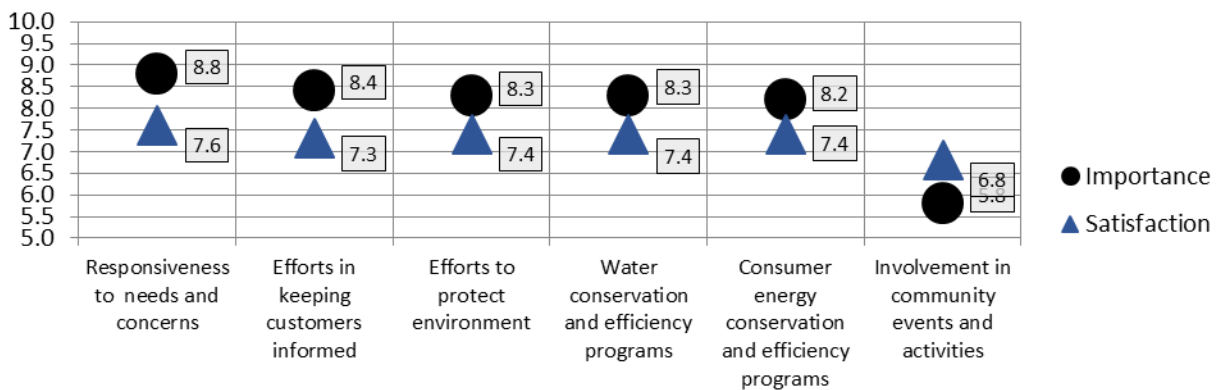 10.0
9.5
9.0
8.5
8.0
7.5
7.0
6.5
6.0
5.5
5.0
8.8
7.6
8.4
7.3
8.3
7.4
8.3
7.4
8.2
7.4
6.8
5.8
Responsiveness
to needs and
concerns
Efforts in
keeping
customers
informed
Efforts to
protect
environment
Water
conservation
and efficiency
programs
Consumer
energy
conservation
and efficiency
programs
Involvement in
community
events and
activities
Importance
Satisfaction